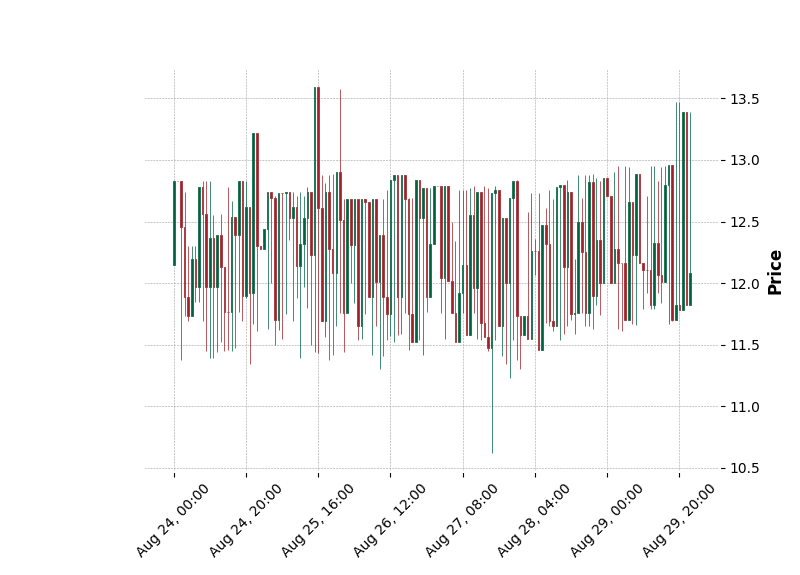 13.5
13.0
12.5
12.0
11.5
11.0
10.5
Price
Aug 24, 00:00
Aug 24, 20:00
Aug 25, 16:00
Aug 26, 12:00
Aug 27, 08:00
Aug 28, 04:00
Aug 29, 00:00
Aug 29, 20:00